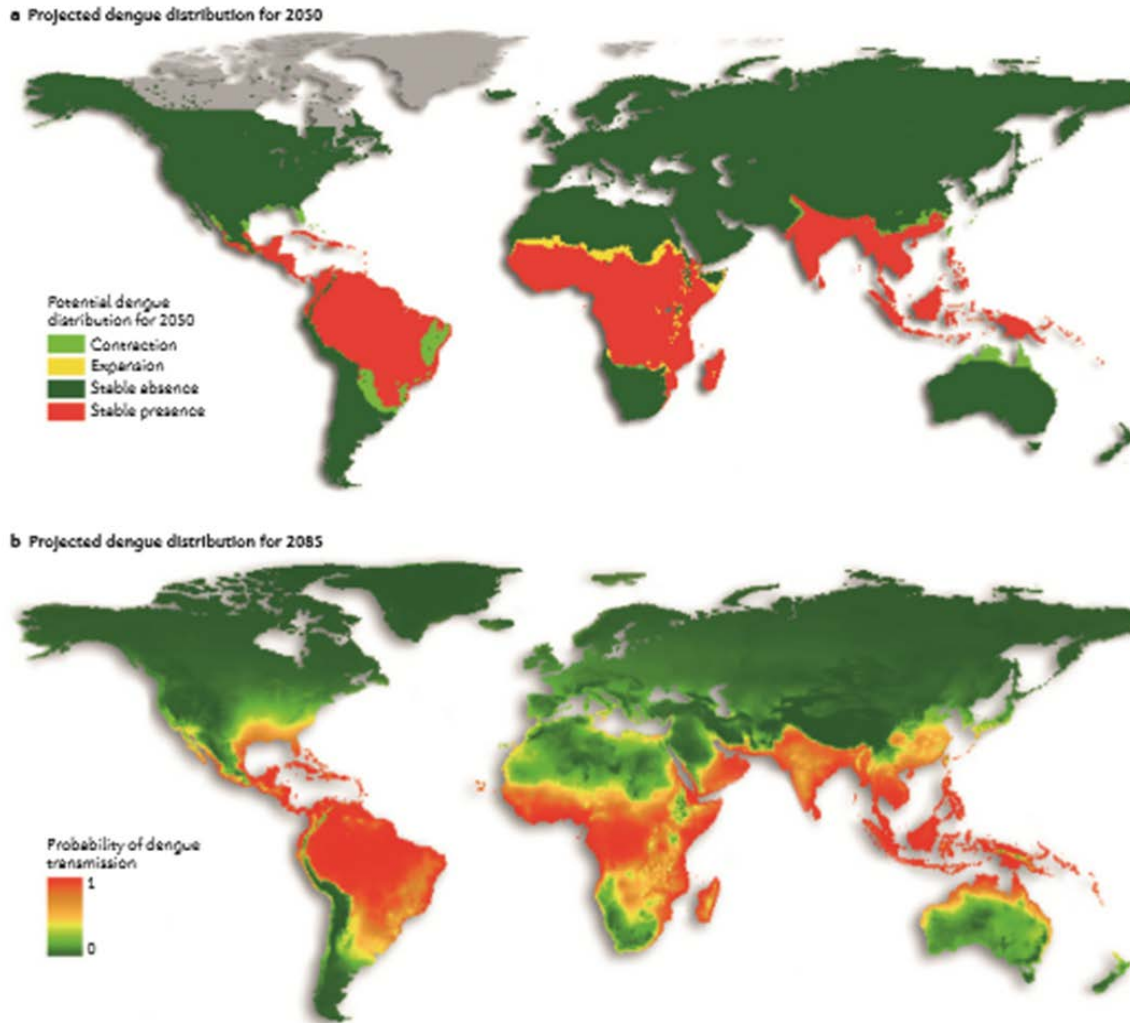 a Projected dengue distribution for 2050
Potential dengue
distribution for 2050
Contraction
Expansion
Stable absence
Stable presence
b Projected dengue distribution for 2085
Probability of dengue
transmission
1
0